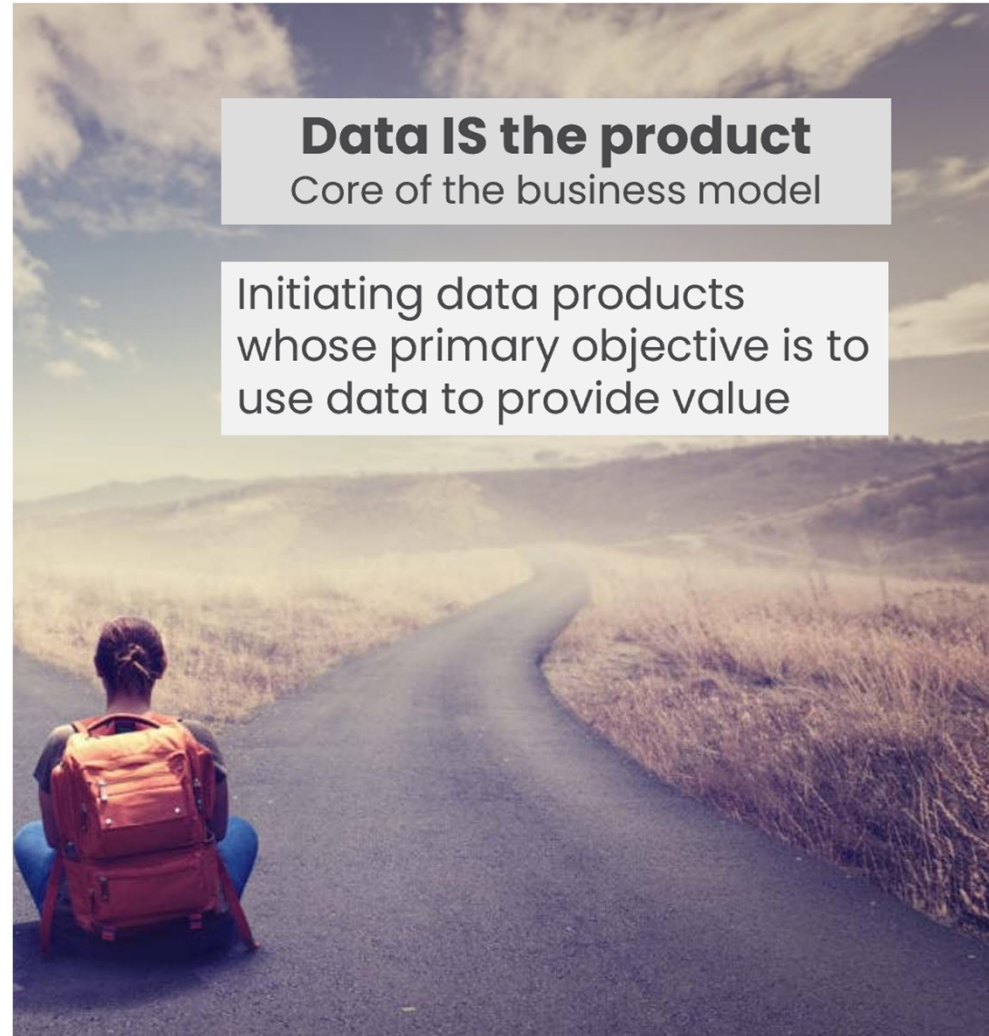 Data IS the product
Core of the business model
Initiating data products
whose primary objective is to
use data to provide value